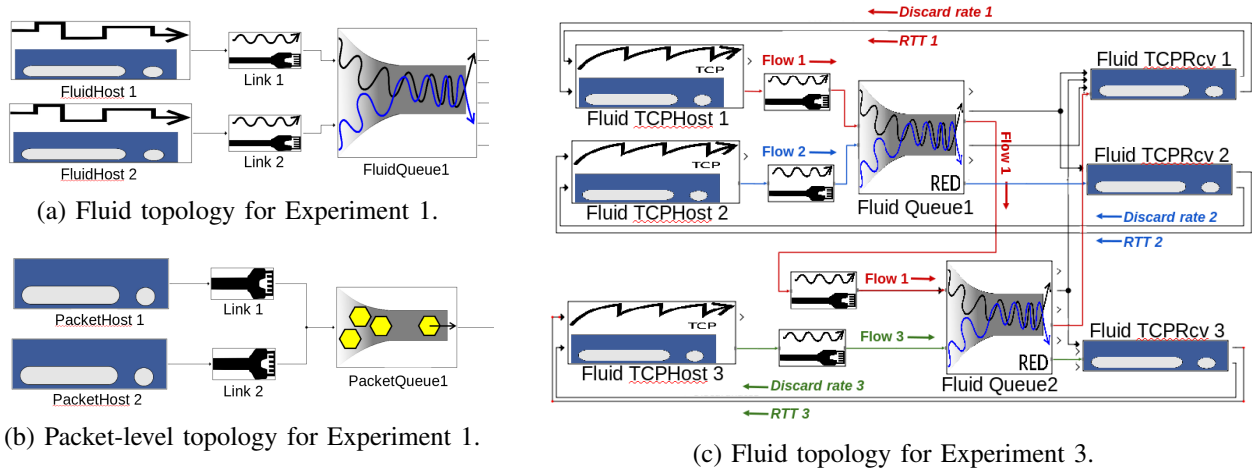 FluidHost 1
Link 1
FluidHost 2
Link 2
FluidQueue1
(a) Fluid topology for Experiment 1.
PacketHost 1
Link 1
PacketHost 2
Link 2
PacketQueue1
(b) Packet-level topology for Experiment 1.
Discard rate 1
RTT 1
TCP
Fluid TCPHost 1
Flow 1
Fluid TCPRcv 1
TCP
Fluid TCPHost 2
Flow 2
RED
Fluid Queue1
Flow 1
Fluid TCPRcv 2
Discard rate 2
RTT 2
Flow 1
TCP
Fluid TCPHost 3
Flow 3
RED
Fluid Queue2
Fluid TCPRcv 3
Discard rate 3
RTT 3
(c) Fluid topology for Experiment 3.